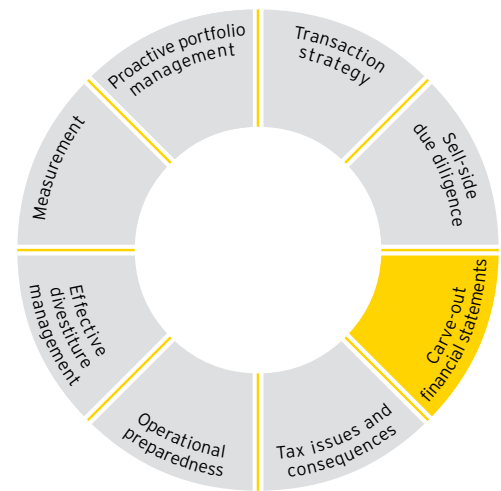 Proactive portfolio
management
Transaction
strategy
Sell-side
due diligence
Carve-out
financial statements
Tax issues and
consequences
Operational
preparedness
Effective
divestiture
management
Measurement